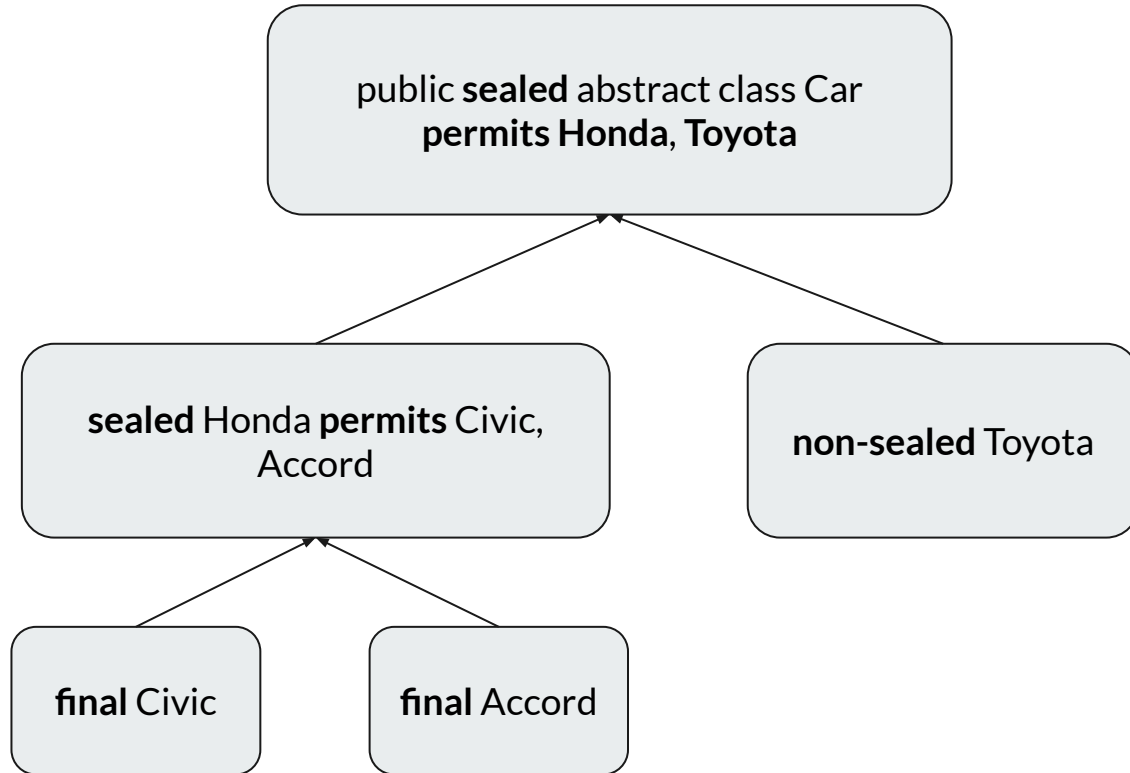 public sealed abstract class Car
permits Honda, Toyota
sealed Honda permits Civic,
Accord
non-sealed Toyota
final Civic
final Accord